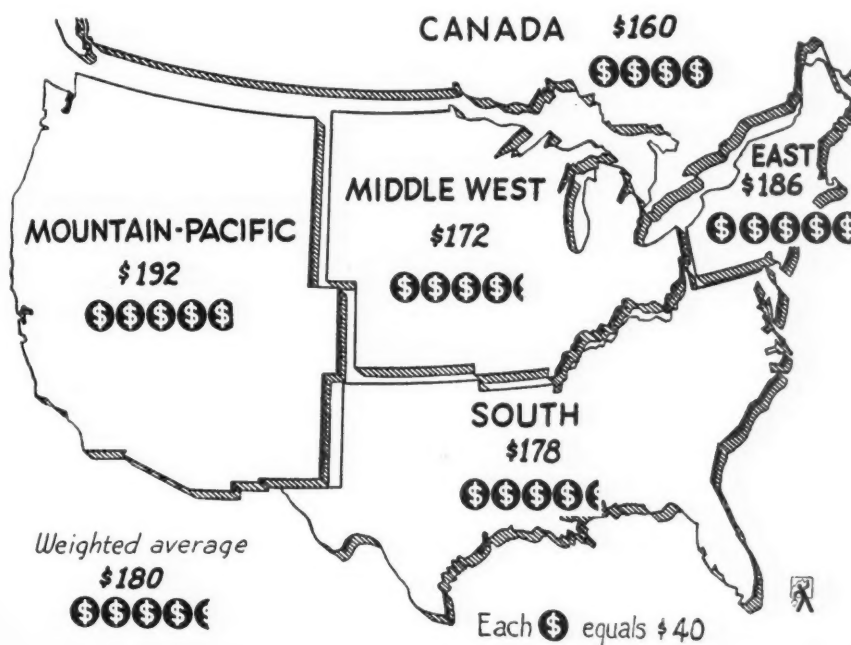 CANADA $160
$$$$
EAST
$186
$$$$$
MIDDLE WEST
$172
$$$$$
MOUNTAIN-PACIFIC
$192
$$$$$
SOUTH
$178
$$$$$
Weighted average
$180
$$$$$
Each $ equals $40